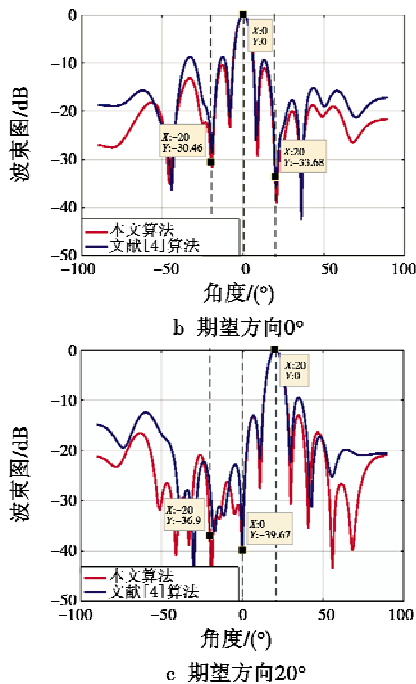 0
-10
-20
-30
-40
-50
波束图/dB
X:0
Y:0
X:-20
Y:-30.46
X:20
Y:-33.68
本文算法
文献[4]算法
-100 -50 0 50 100
角度/(°)
b 期望方向0°
0
-10
-20
-30
-40
-50
波束图/dB
X:20
Y:0
X:-20
Y:-36.9
X:0
Y:-39.67
本文算法
文献[4]算法
-100 -50 0 50 100
角度/(°)
c 期望方向20°